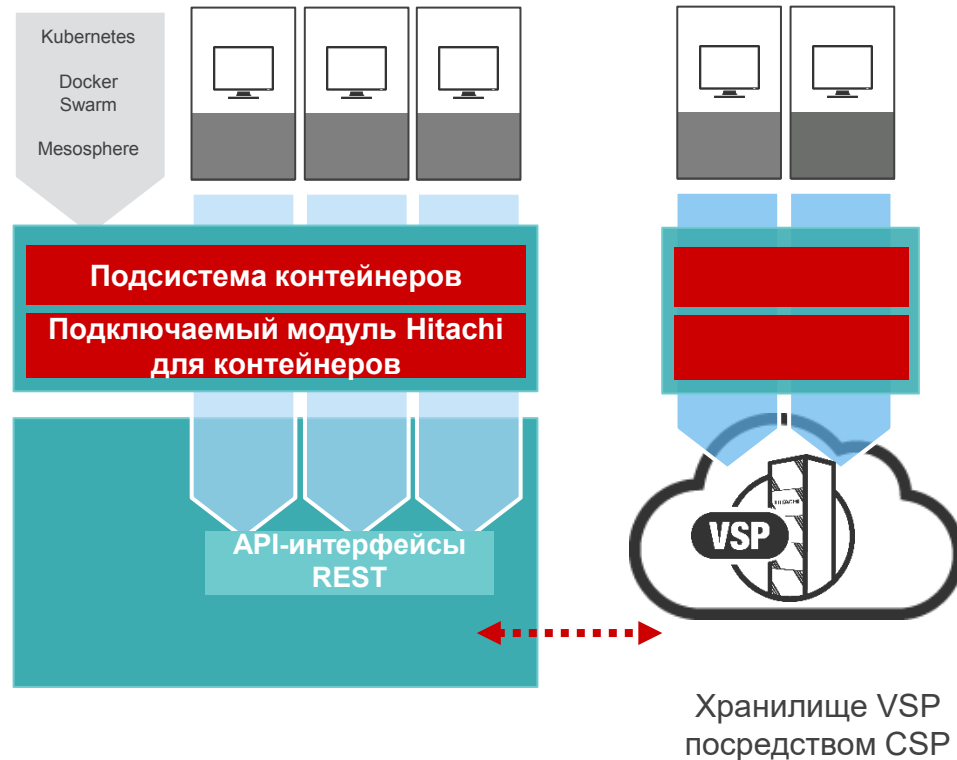 Kubernetes
Docker
Swarm
Mesosphere
Подсистема контейнеров
Подключаемый модуль Hitachi
для контейнеров
API-интерфейсы
REST
HITACHI
VSP
Хранилище VSP
посредством CSP